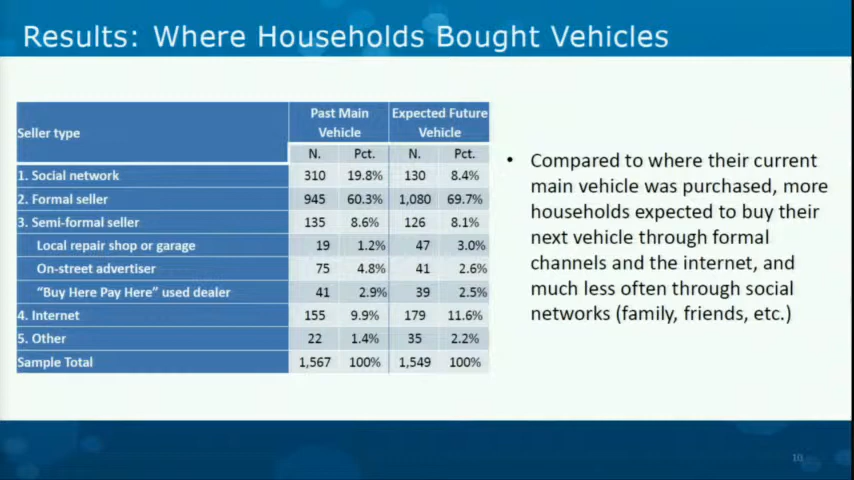 Results: Where Households Bought Vehicles
Seller type
Past Main Vehicle
Expected Future Vehicle
N. Pct. N. Pct.
1. Social network 310 19.8% 130 8.4%
2. Formal seller 945 60.3% 1,080 69.7%
3. Semi-formal seller 135 8.6% 126 8.1%
Local repair shop or garage 19 1.2% 47 3.0%
On-street advertiser 75 4.8% 41 2.6%
“Buy Here Pay Here” used dealer 41 2.9% 39 2.5%
4. Internet 155 9.9% 179 11.6%
5. Other 22 1.4% 35 2.2%
Sample Total 1,567 100% 1,549 100%
• Compared to where their current
main vehicle was purchased, more
households expected to buy their
next vehicle through formal
channels and the internet, and
much less often through social
networks (family, friends, etc.)
10